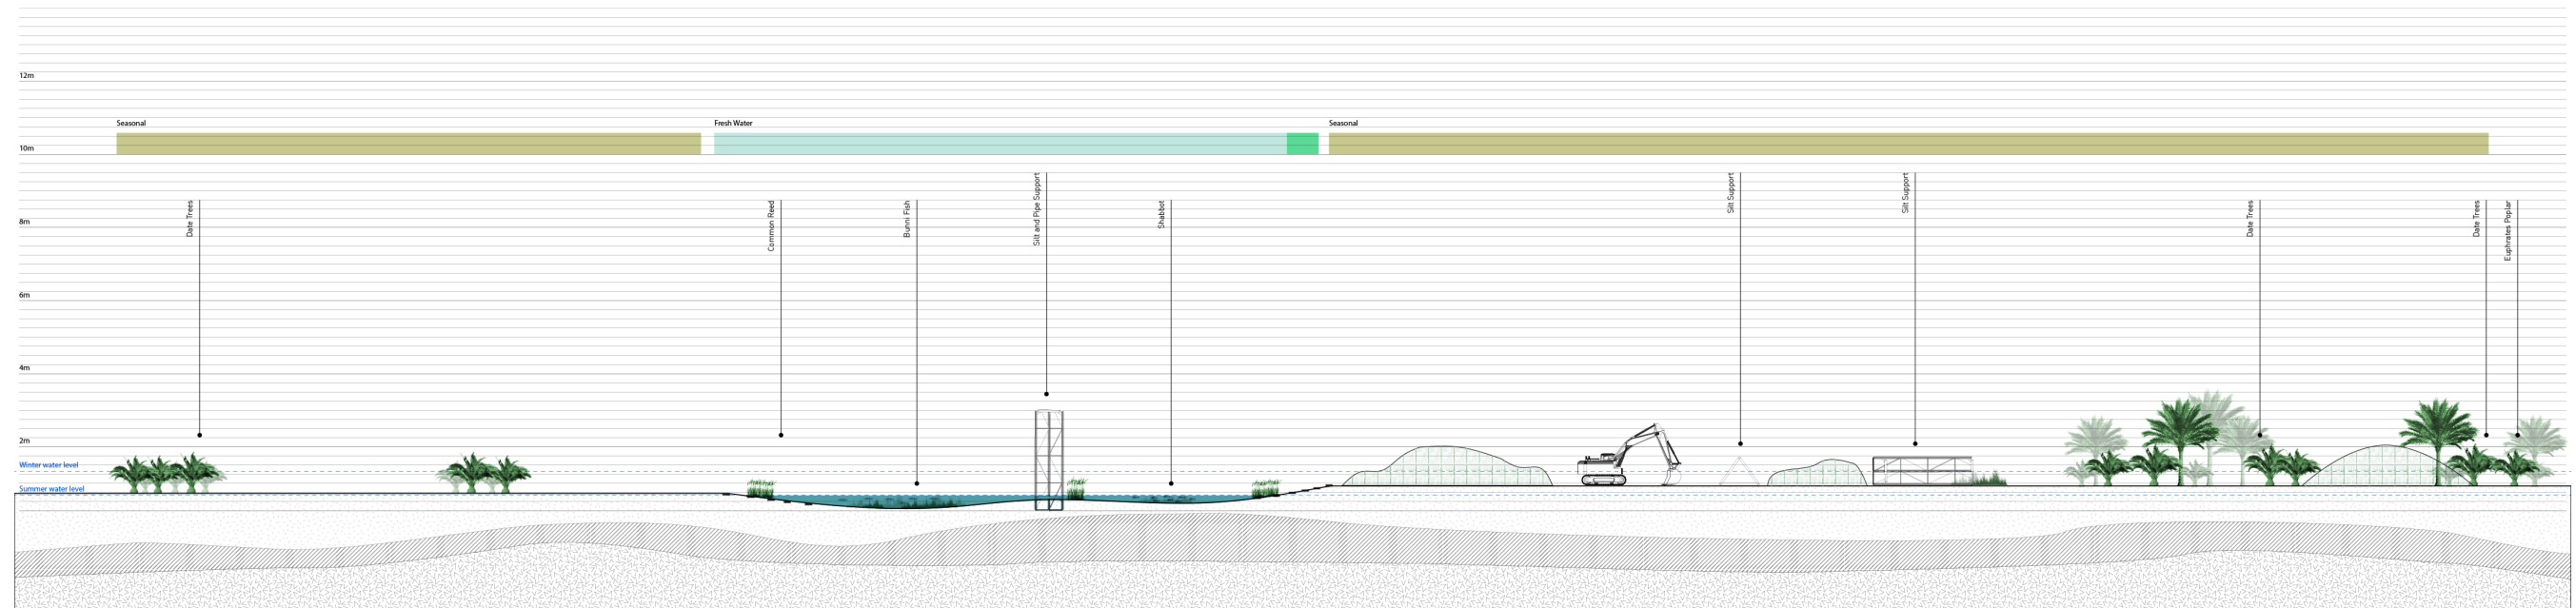 12m
Seasonal
Fresh Water
Seasonal
10m
Date Trees
Common Reed
Bunni Fish
Silt and Pipe Support
Shabbot
Silt Support
Silt Support
Date Trees
Date Trees
Euphrates Poplar
8m
6m
4m
2m
Winter water level
Summer water level